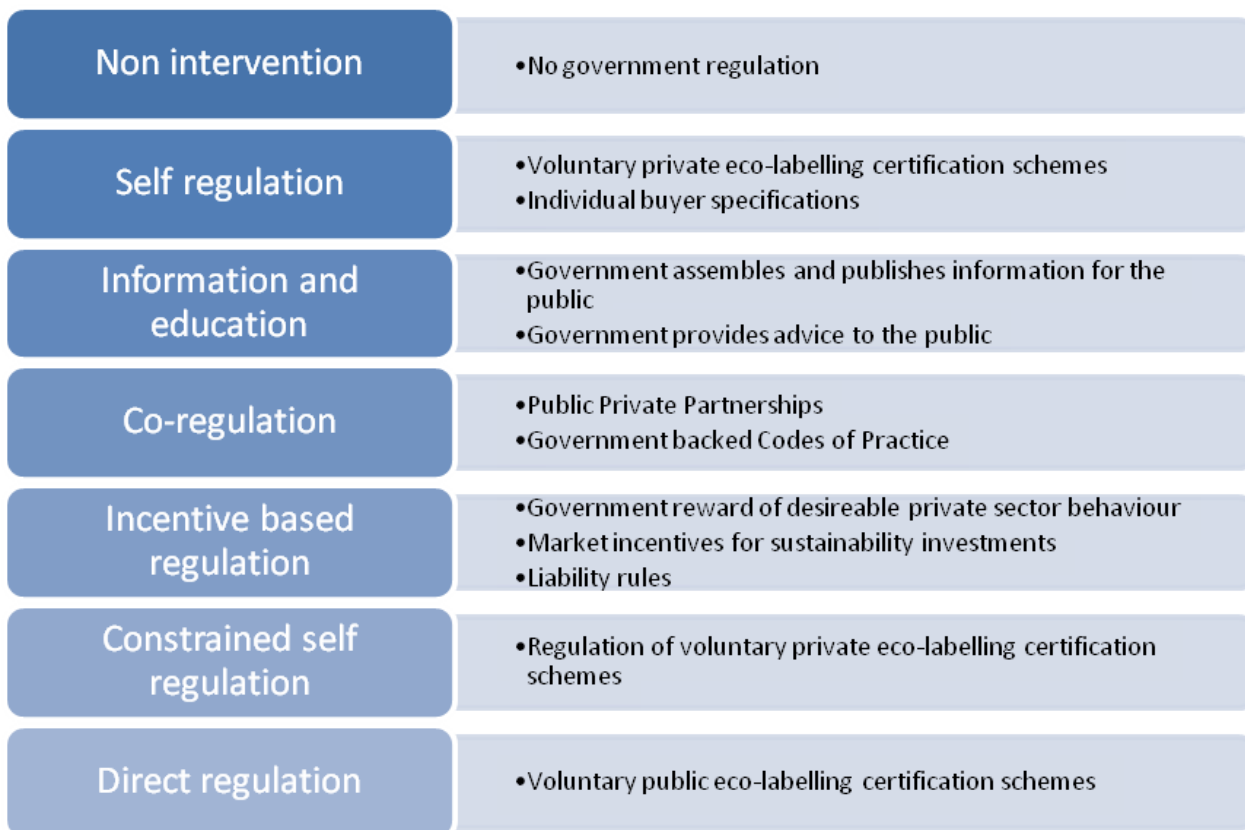 Non intervention
•No government regulation
Self regulation
•Voluntary private eco-labelling certification schemes
•Individual buyer specifications
Information and
education
•Government assembles and publishes information for the
public
•Government provides advice to the public
Co-regulation
•Public Private Partnerships
•Government backed Codes of Practice
Incentive based
regulation
•Government reward of desireable private sector behaviour
•Market incentives for sustainability investments
•Liability rules
Constrained self
regulation
•Regulation of voluntary private eco-labelling certification
schemes
Direct regulation
•Voluntary public eco-labelling certification schemes